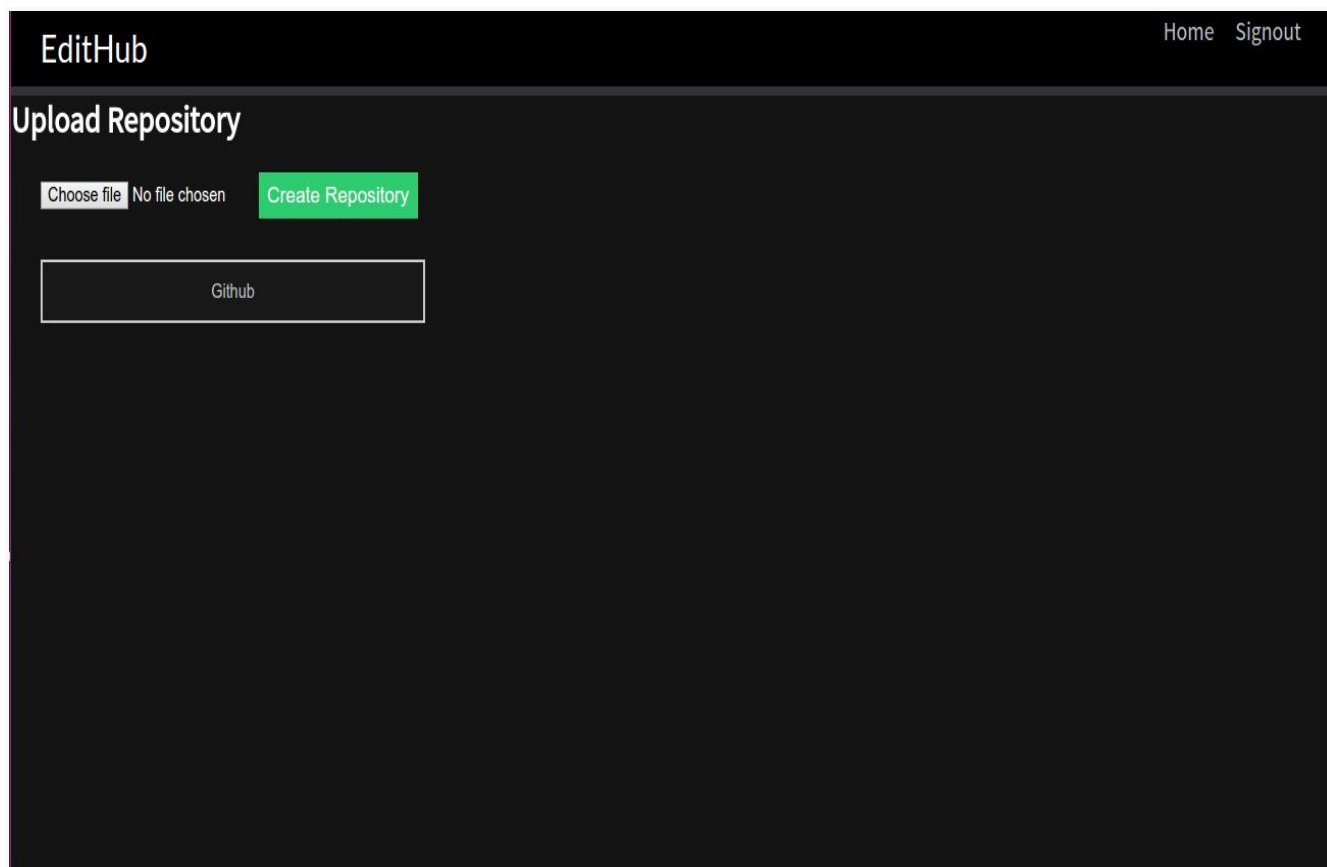 EditHub
Home Signout
Upload Repository
Choose file No file chosen Create Repository
Github